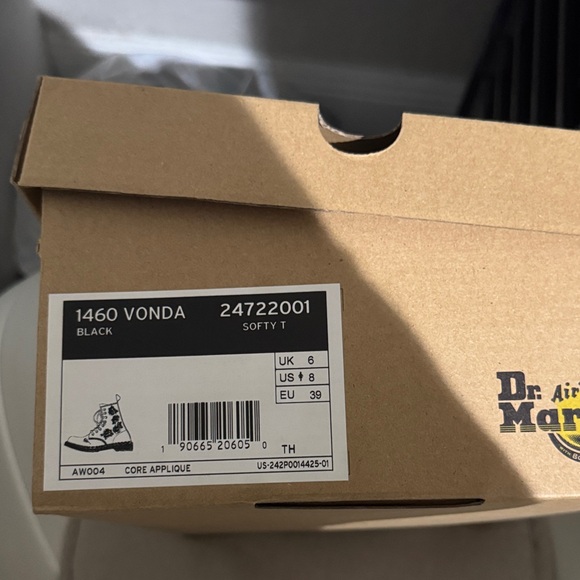 1460 VONDA 24722001
BLACK SOFTY T
UK 6
US 8
EU 39
1 90665 20605 0 TH
AW004 CORE APPLIQUE US-242P0014425-01
Dr. Air
Mar